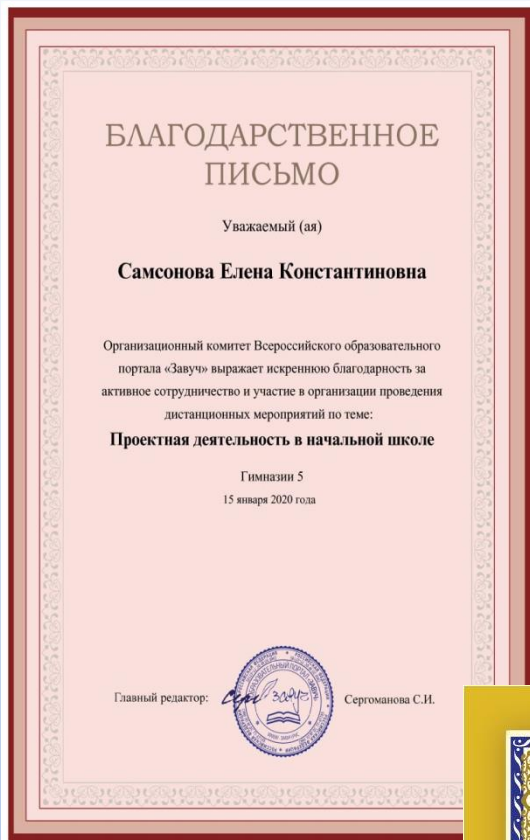 БЛАГОДАРСТВЕННОЕ
ПИСЬМО
Уважаемый (ая)
Самсонова Елена Константиновна
Организационный комитет Всероссийского образовательного
портала «Завуч» выражает искреннюю благодарность за
активное сотрудничество и участие в организации проведения
дистанционных мероприятий по теме:
Проектная деятельность в начальной школе
Гимназии 5
15 января 2020 года
Главный редактор:
завуч
Сергоманова С.И.